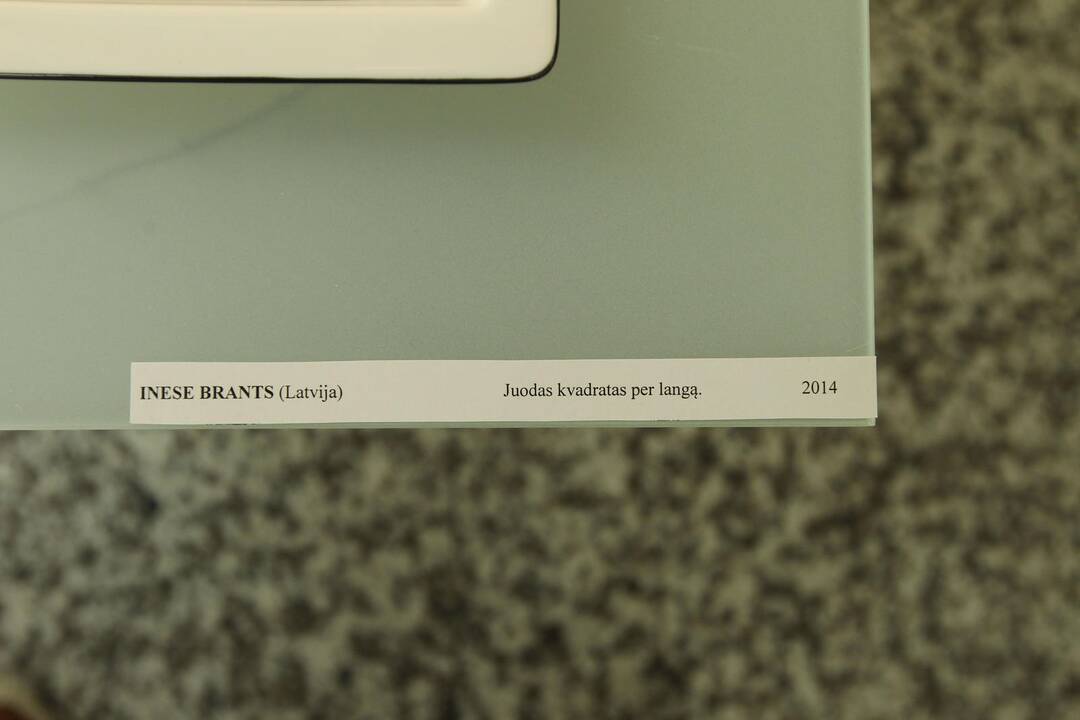 INESE BRANTS (Latvija) Juodas kvadratas per langą. 2014